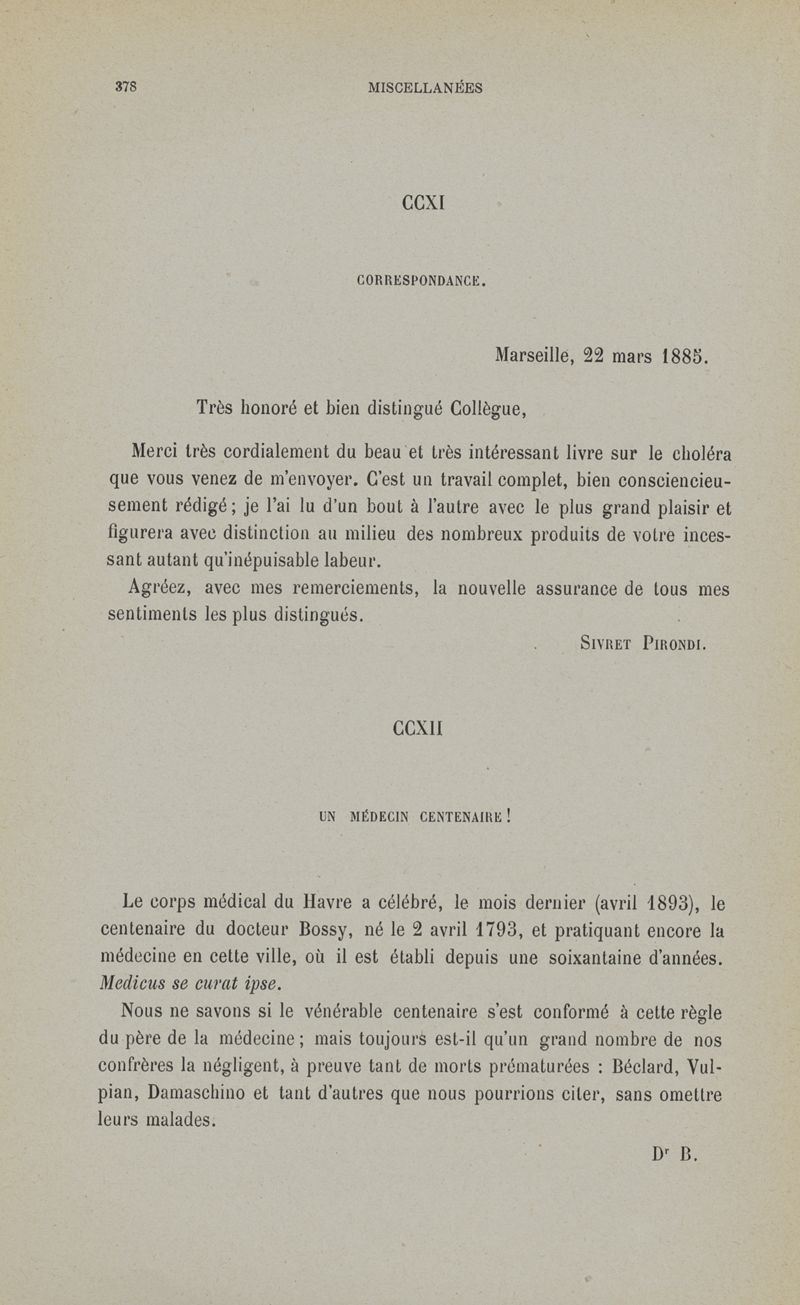 378 MISCELLANÉES
CCXI
CORRESPONDANCE.
Marseille, 22 mars 1885.
Très honoré et bien distingué Collègue,
Merci très cordialement du beau et très intéressant livre sur le choléra
que vous venez de m'envoyer. C'est un travail complet, bien consciencieu-
sement rédigé ; je l'ai lu d'un bout à l'autre avec le plus grand plaisir et
figurera avec distinction au milieu des nombreux produits de votre inces-
sant autant qu'inépuisable labeur.
Agréez, avec mes remerciements, la nouvelle assurance de tous mes
sentiments les plus distingués.
SIVRET PIRONDI.
CCXII
UN MÉDECIN CENTENAIRE !
Le corps médical du Havre a célébré, le mois dernier (avril 1893), le
centenaire du docteur Bossy, né le 2 avril 1793, et pratiquant encore la
médecine en cette ville, où il est établi depuis une soixantaine d'années.
Medicus se curat ipse.
Nous ne savons si le vénérable centenaire s'est conformé à cette règle
du père de la médecine ; mais toujours est-il qu'un grand nombre de nos
confrères la négligent, à preuve tant de morts prématurées : Béclard, Vul-
pian, Damaschino et tant d'autres que nous pourrions citer, sans omettre
leurs malades.
Dr B.